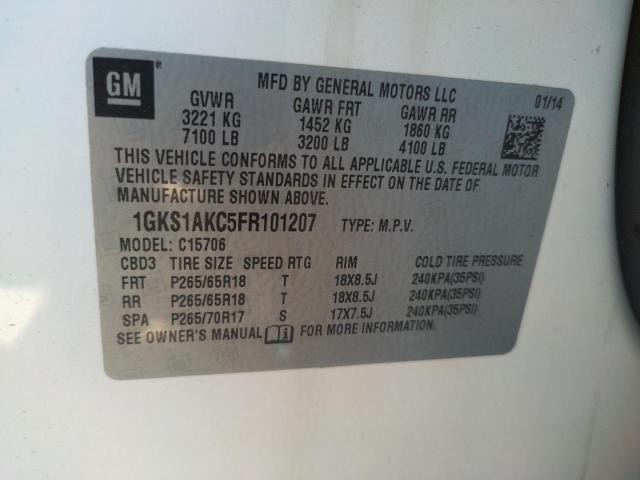 GM
MFD BY GENERAL MOTORS LLC
01/14
GVWR GAWR FRT GAWR RR
3221 KG 1452 KG 1860 KG
7100 LB 3200 LB 4100 LB
THIS VEHICLE CONFORMS TO ALL APPLICABLE U.S. FEDERAL MOTOR
VEHICLE SAFETY STANDARDS IN EFFECT ON THE DATE OF
MANUFACTURE SHOWN ABOVE.
1GKS1AKC5FR101207 TYPE: M.P.V.
MODEL: C15706
CBD3 TIRE SIZE SPEED RTG RIM COLD TIRE PRESSURE
FRT P265/65R18 T 18X8.5J 240KPA(35PSI)
RR P265/65R18 T 18X8.5J 240KPA(35PSI)
SPA P265/70R17 S 17X7.5J 240KPA(35PSI)
SEE OWNER'S MANUAL FOR MORE INFORMATION.